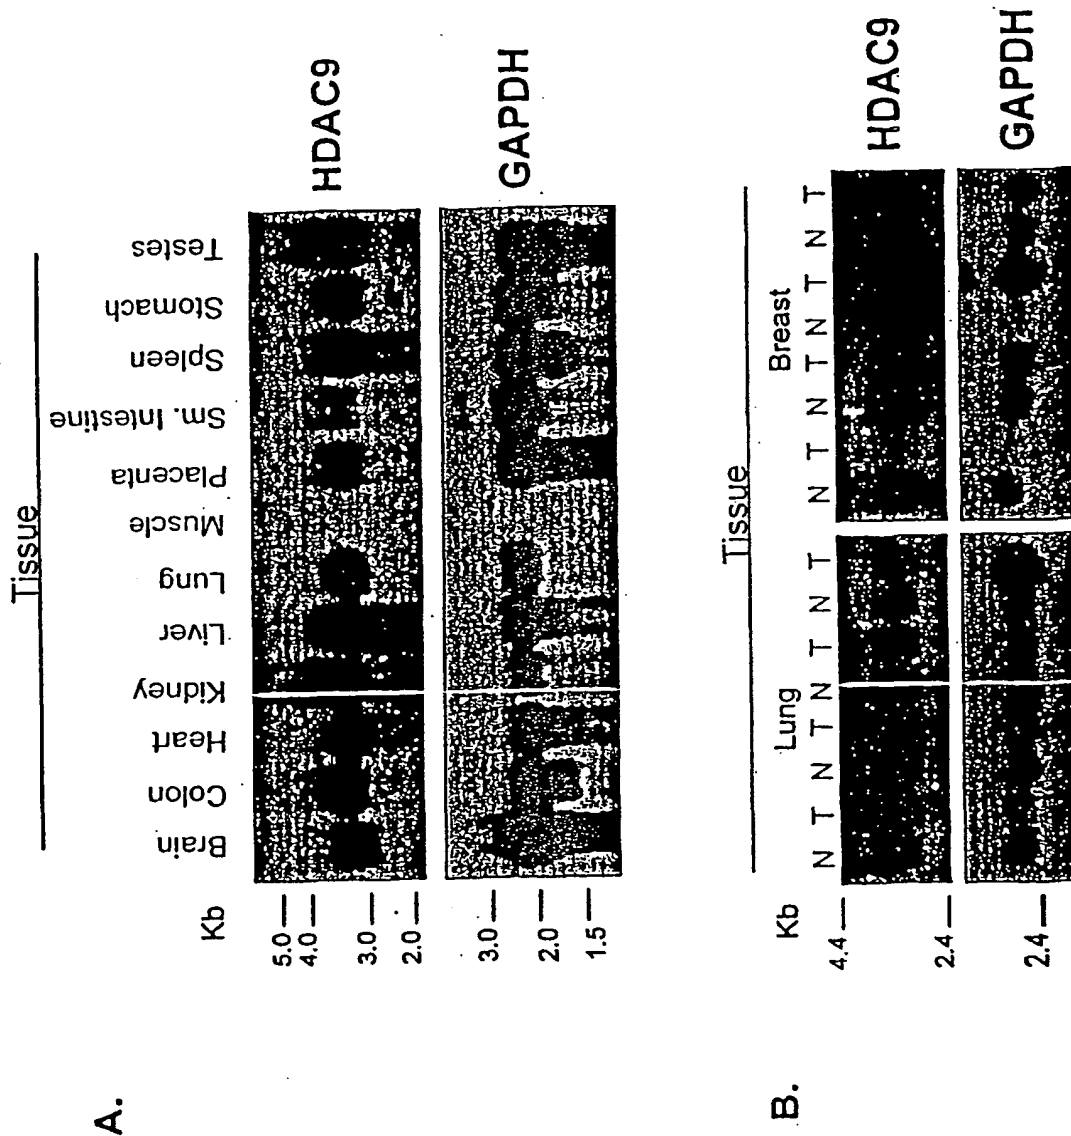 A.
Tissue
Kb
Brain
Colon
Heart
Kidney
Liver
Lung
Muscle
Placenta
Sm. Intestine
Spleen
Stomach
Testes
5.0
4.0
3.0
2.0
HDAC9
3.0
2.0
1.5
GAPDH
B.
Tissue
Lung Breast
Kb N T N T N T N T N T N T N T N T
4.4
2.4
HDAC9
2.4
GAPDH